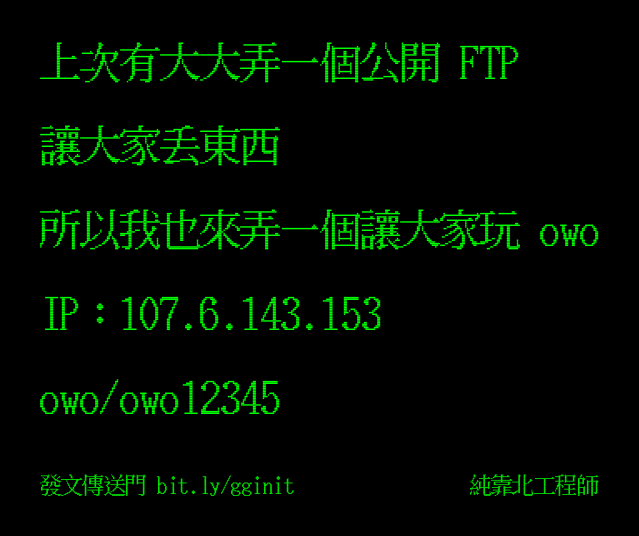 上次有大大弄一個公開 FTP
讓大家丟東西
所以我也來弄一個讓大家玩 owo
IP：107.6.143.153
owo/owo12345
發文傳送門 bit.ly/gginit 純靠北工程師